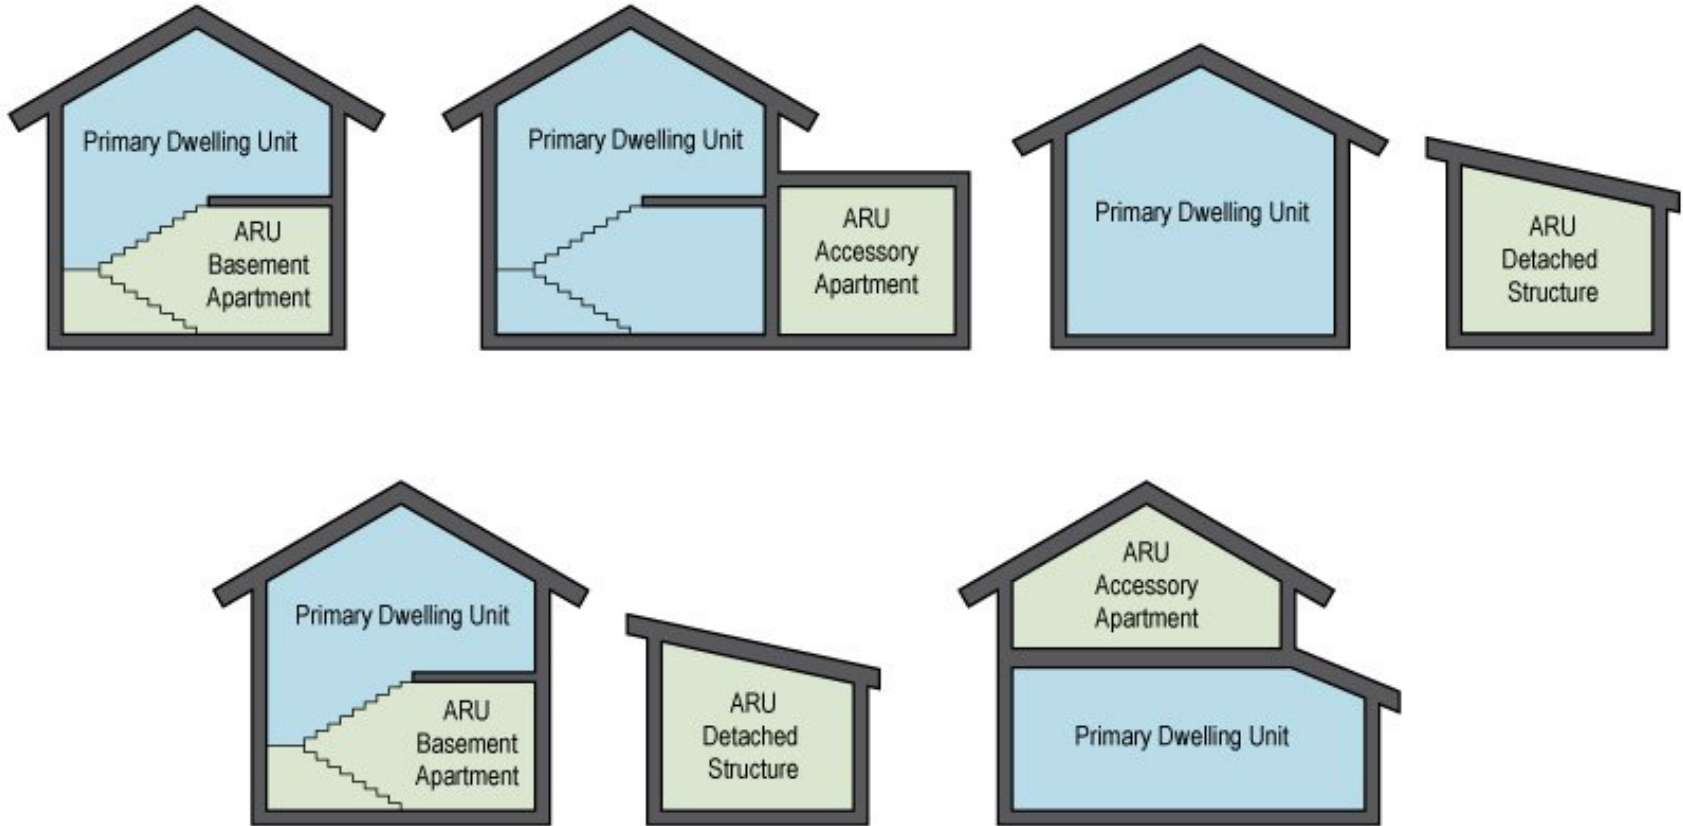 Primary Dwelling Unit
ARU
Basement
Apartment
Primary Dwelling Unit
ARU
Accessory
Apartment
Primary Dwelling Unit
ARU
Detached
Structure
Primary Dwelling Unit
ARU
Basement
Apartment
ARU
Detached
Structure
ARU
Accessory
Apartment
Primary Dwelling Unit